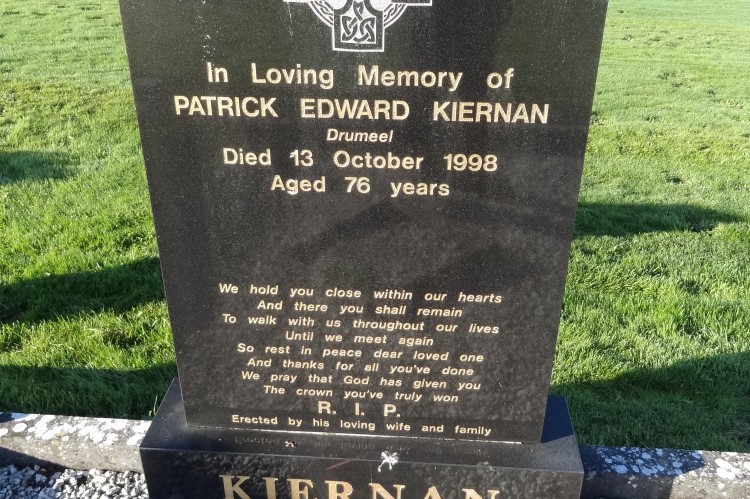 In Loving Memory of
PATRICK EDWARD KIERNAN
Drumeel
Died 13 October 1998
Aged 76 years
We hold you close within our hearts
And there you shall remain
To walk with us throughout our lives
Until we meet again
So rest in peace dear loved one
And thanks for all you've done
We pray that God has given you
The crown you've truly won
R. I. P.
Erected by his loving wife and family
KIERNAN